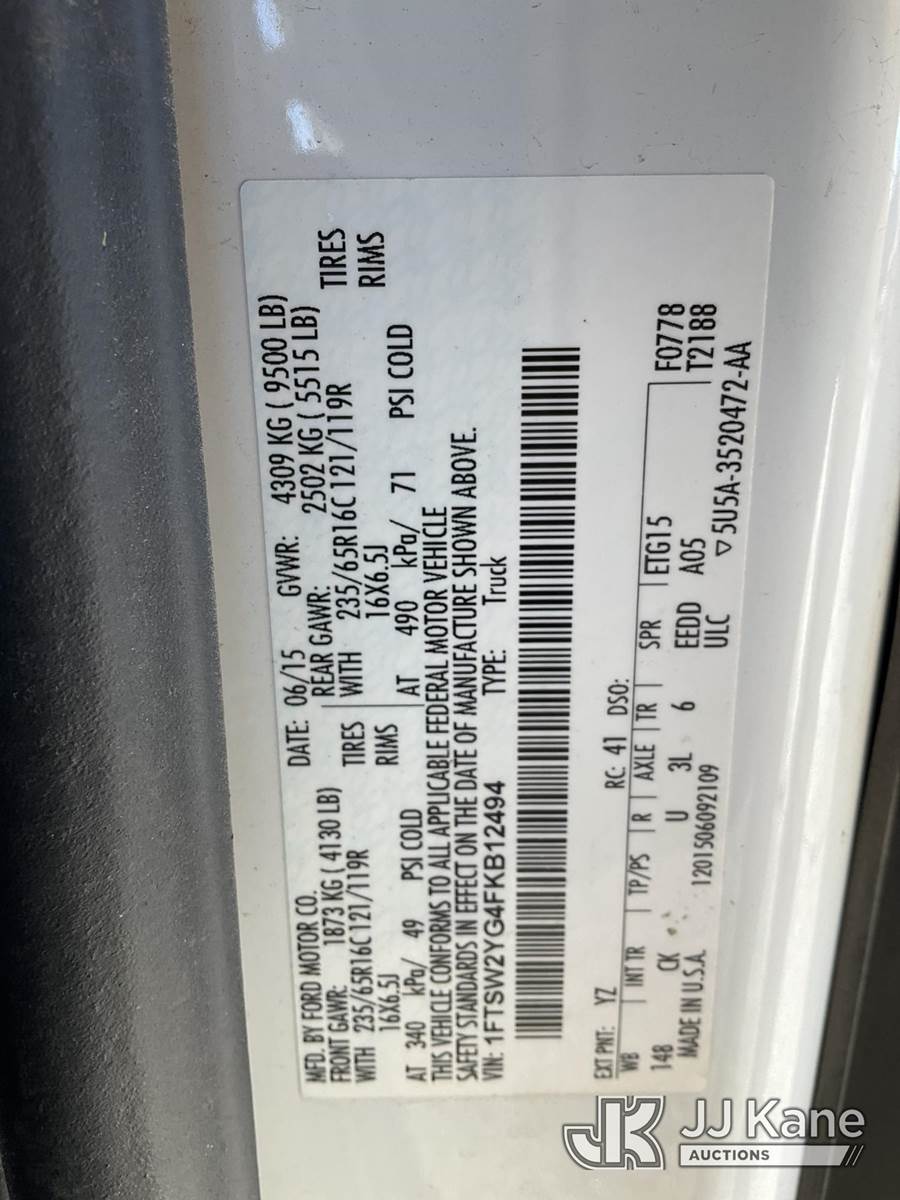 MFD. BY FORD MOTOR CO. DATE: 06/15 GVWR: 4309 KG ( 9500 LB)
FRONT GAWR: 1873 KG ( 4130 LB) REAR GAWR: 2502 KG ( 5515 LB)
WITH 235/65R16C 121/119R TIRES WITH 235/65R16C 121/119R TIRES
16X6.5J RIMS 16X6.5J RIMS
AT 340 kPa/ 49 PSI COLD AT 490 kPa/ 71 PSI COLD
THIS VEHICLE CONFORMS TO ALL APPLICABLE FEDERAL MOTOR VEHICLE
SAFETY STANDARDS IN EFFECT ON THE DATE OF MANUFACTURE SHOWN ABOVE.
VIN: 1FTSW2YG4FKB12494 TYPE: Truck
EXT PNT: YZ RC: 41 DSO:
WB INT TR TP/PS R AXLE TR SPR ETG15 F0778
148 CK U 3L 6 EEDD A05 T2188
MADE IN U.S.A. 1201506092109 ULC ▽5U5A-3520472-AA
JK JJ Kane
AUCTIONS